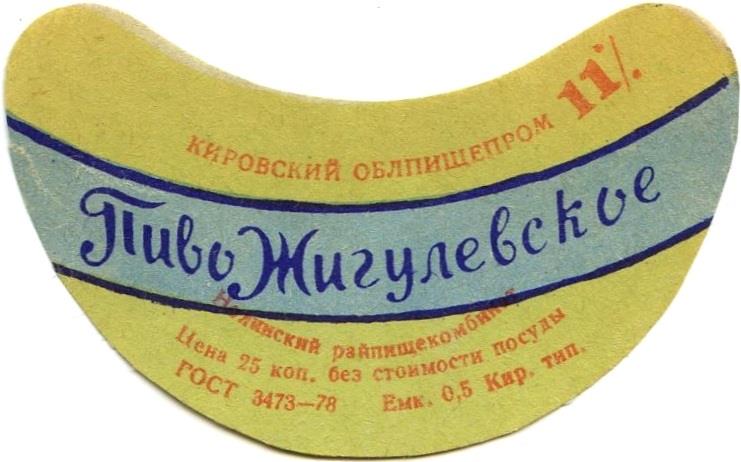 КИРОВСКИЙ ОБЛПИЩЕПРОМ 11%
Пиво Жигулевское
райпищекомбинат
Цена 25 коп. без стоимости посуды
ГОСТ 3473—78 Емк. 0,5 Кир. тип.